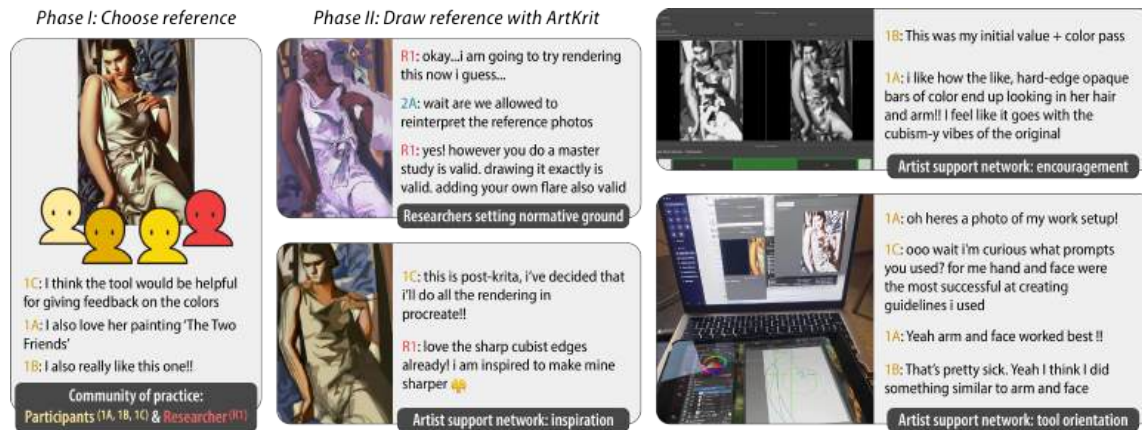 Phase I: Choose reference
1C: I think the tool would be helpful
for giving feedback on the colors
1A: I also love her painting 'The Two
Friends'
1B: I also really like this one!!
Community of practice:
Participants (1A, 1B, 1C) & Researcher (R1)
Phase II: Draw reference with ArtKrit
R1: okay...i am going to try rendering
this now i guess...
2A: wait are we allowed to
reinterpret the reference photos
R1: yes! however you do a master
study is valid. drawing it exactly is
valid. adding your own flare also valid
Researchers setting normative ground
1C: this is post-krita, i've decided that
i'll do all the rendering in
procreate!!
R1: love the sharp cubist edges
already! i am inspired to make mine
sharper
Artist support network: inspiration
1B: This was my initial value + color pass
1A: i like how the like, hard-edge opaque
bars of color end up looking in her hair
and arm!! I feel like it goes with the
cubism-y vibes of the original
Artist support network: encouragement
1A: oh heres a photo of my work setup!
1C: ooo wait i'm curious what prompts
you used? for me hand and face were
the most successful at creating
guidelines i used
1A: Yeah arm and face worked best !!
1B: That's pretty sick. Yeah I think I did
something similar to arm and face
Artist support network: tool orientation